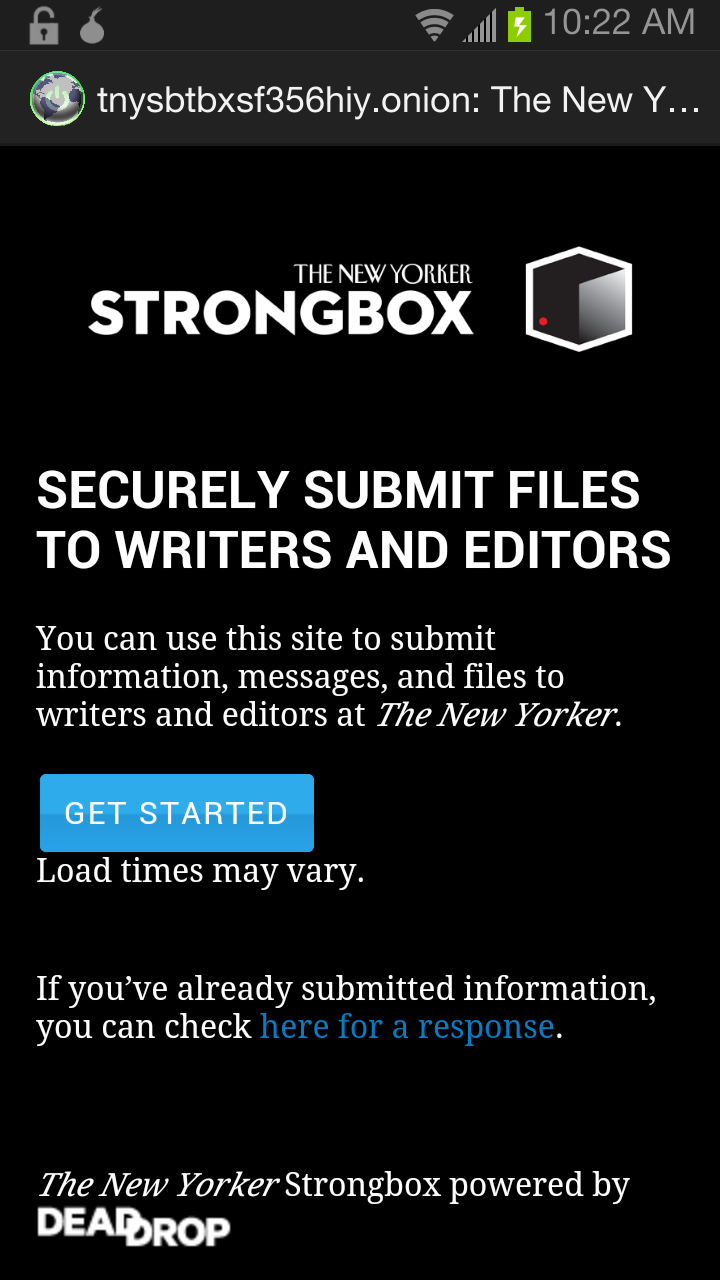 10:22 AM
tnysbtbxsf356hiy.onion: The New Y...
THE NEW YORKER
STRONGBOX
SECURELY SUBMIT FILES
TO WRITERS AND EDITORS
You can use this site to submit
information, messages, and files to
writers and editors at The New Yorker.
GET STARTED
Load times may vary.
If you’ve already submitted information,
you can check here for a response.
The New Yorker Strongbox powered by
DEADDROP